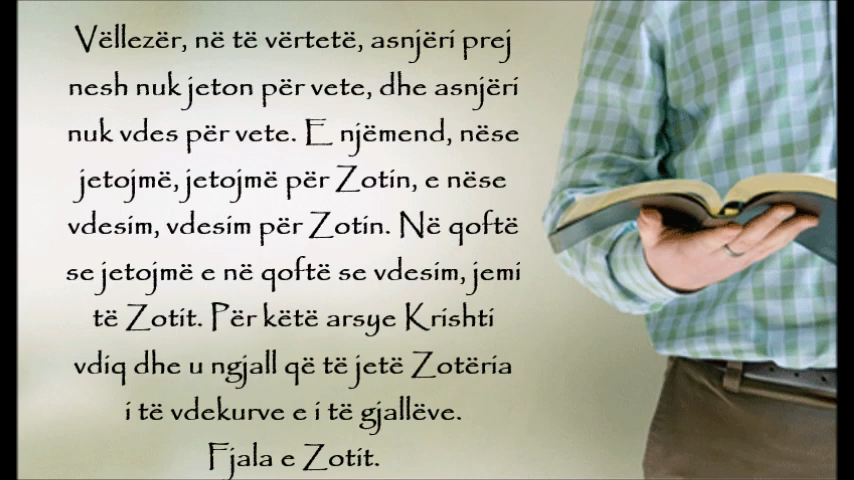 Vëllezër, në të vërtetë, asnjëri prej
nesh nuk jeton për vete, dhe asnjëri
nuk vdes për vete. E njëmend, nëse
jetojmë, jetojmë për Zotin, e nëse
vdesim, vdesim për Zotin. Në qoftë
se jetojmë e në qoftë se vdesim, jemi
të Zotit. Për këtë arsye Krishti
vdiq dhe u ngjall që të jetë Zotëria
i të vdekurve e i të gjallëve.
Fjala e Zotit.